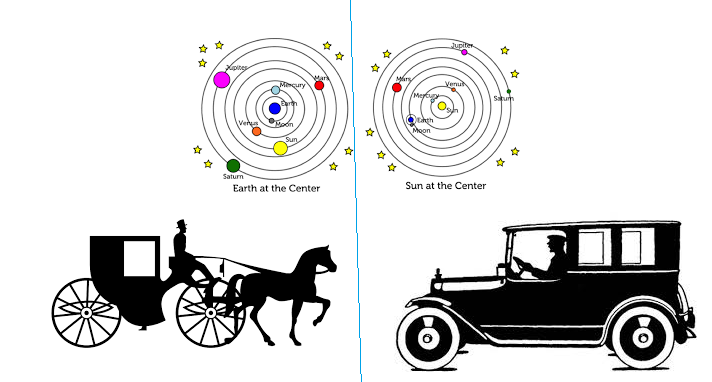 Jupiter
Mars
Mercury
Earth
Moon
Venus
Sun
Saturn
Earth at the Center
Jupiter
Mars
Venus
Mercury
Saturn
Sun
Earth
Moon
Sun at the Center